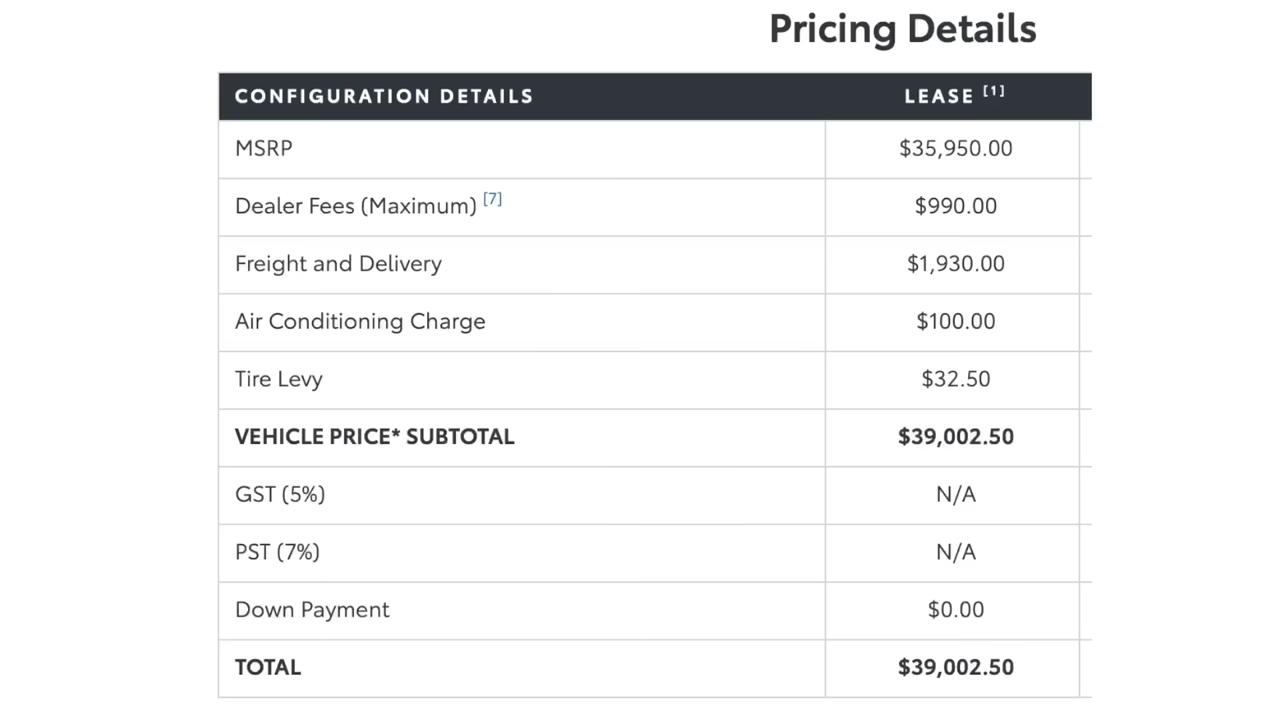 Pricing Details
CONFIGURATION DETAILS LEASE [1]
MSRP $35,950.00
Dealer Fees (Maximum) [7] $990.00
Freight and Delivery $1,930.00
Air Conditioning Charge $100.00
Tire Levy $32.50
VEHICLE PRICE* SUBTOTAL $39,002.50
GST (5%) N/A
PST (7%) N/A
Down Payment $0.00
TOTAL $39,002.50